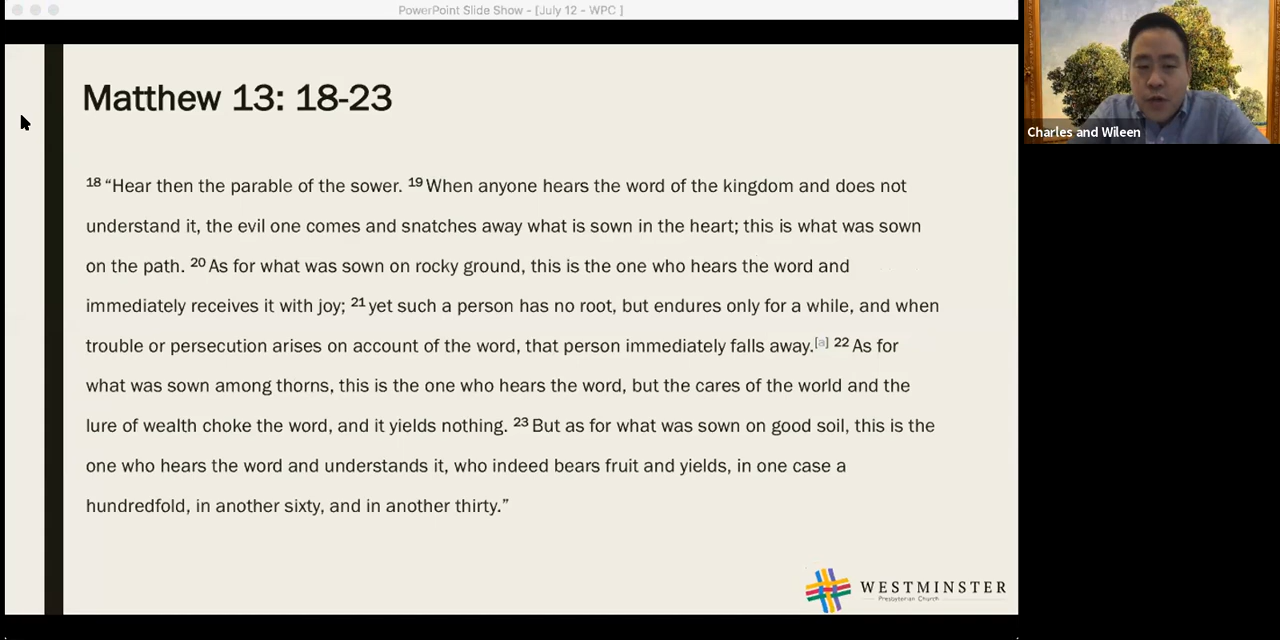 PowerPoint Slide Show - [July 12 - WPC ]
Matthew 13: 18-23
18 “Hear then the parable of the sower. 19 When anyone hears the word of the kingdom and does not
understand it, the evil one comes and snatches away what is sown in the heart; this is what was sown
on the path. 20 As for what was sown on rocky ground, this is the one who hears the word and
immediately receives it with joy; 21 yet such a person has no root, but endures only for a while, and when
trouble or persecution arises on account of the word, that person immediately falls away.[a] 22 As for
what was sown among thorns, this is the one who hears the word, but the cares of the world and the
lure of wealth choke the word, and it yields nothing. 23 But as for what was sown on good soil, this is the
one who hears the word and understands it, who indeed bears fruit and yields, in one case a
hundredfold, in another sixty, and in another thirty.”
WESTMINSTER
Presbyterian Church
Charles and Wileen